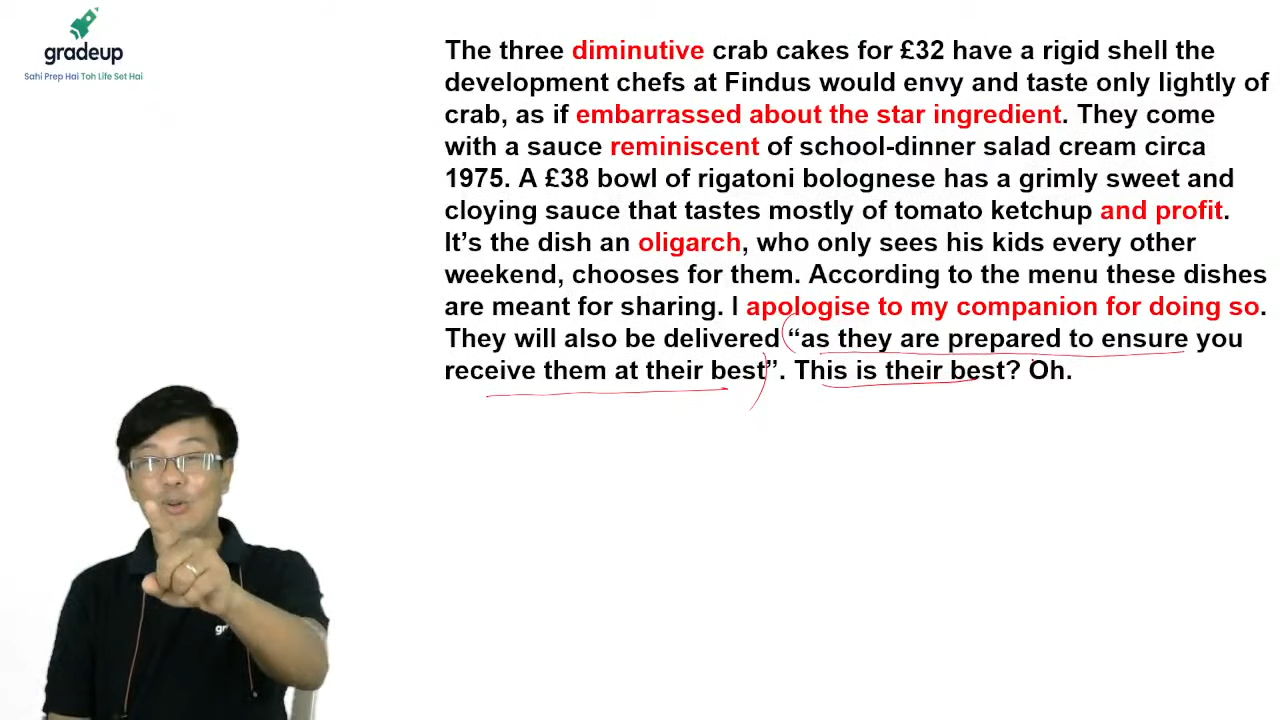 gradeup
Sahi Prep Hai Toh Life Set Hai
The three diminutive crab cakes for £32 have a rigid shell the
development chefs at Findus would envy and taste only lightly of
crab, as if embarrassed about the star ingredient. They come
with a sauce reminiscent of school-dinner salad cream circa
1975. A £38 bowl of rigatoni bolognese has a grimly sweet and
cloying sauce that tastes mostly of tomato ketchup and profit.
It’s the dish an oligarch, who only sees his kids every other
weekend, chooses for them. According to the menu these dishes
are meant for sharing. I apologise to my companion for doing so.
They will also be delivered “as they are prepared to ensure you
receive them at their best”. This is their best? Oh.